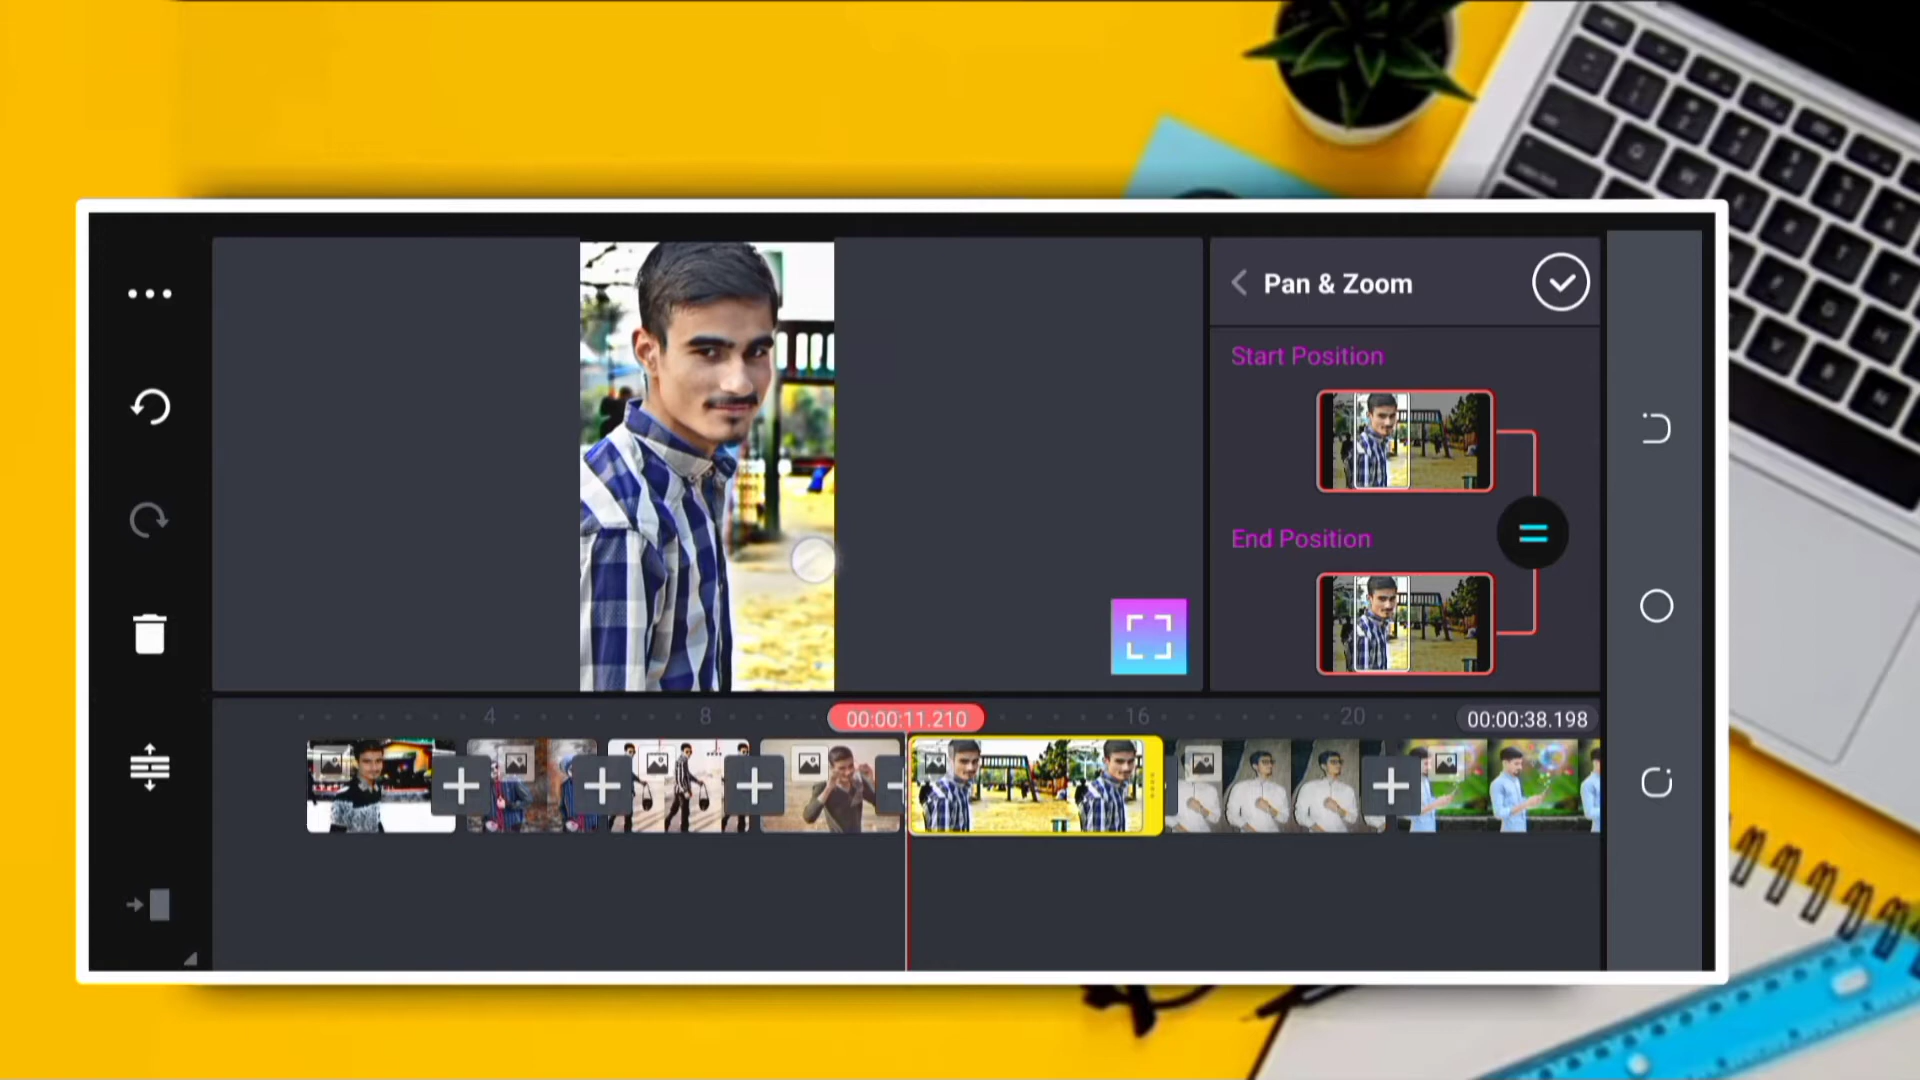 Pan & Zoom
Start Position
End Position
4
8
00:00:11.210
16
20
00:00:38.198